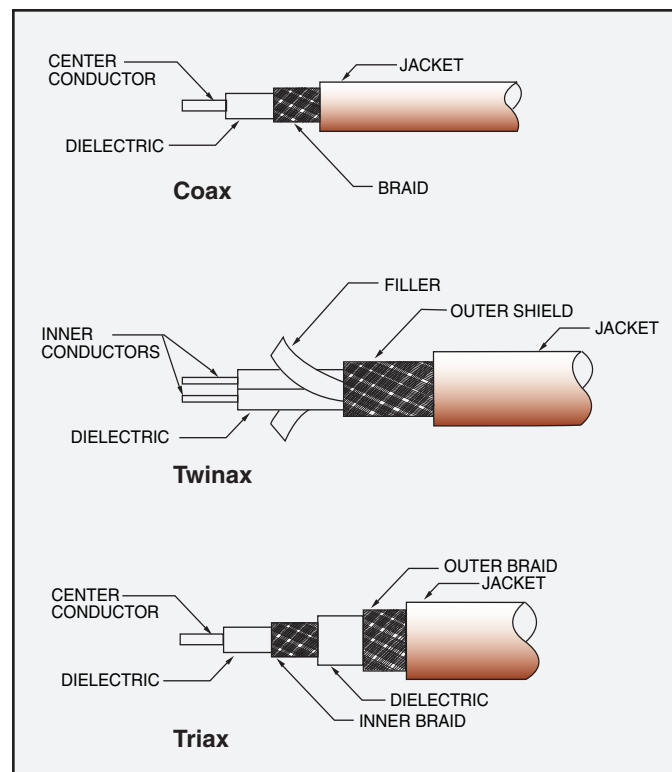 CENTER
CONDUCTOR
JACKET
DIELECTRIC
BRAID
Coax
FILLER
OUTER SHIELD
JACKET
INNER
CONDUCTORS
DIELECTRIC
Twinax
OUTER BRAID
JACKET
CENTER
CONDUCTOR
DIELECTRIC
DIELECTRIC
INNER BRAID
Triax